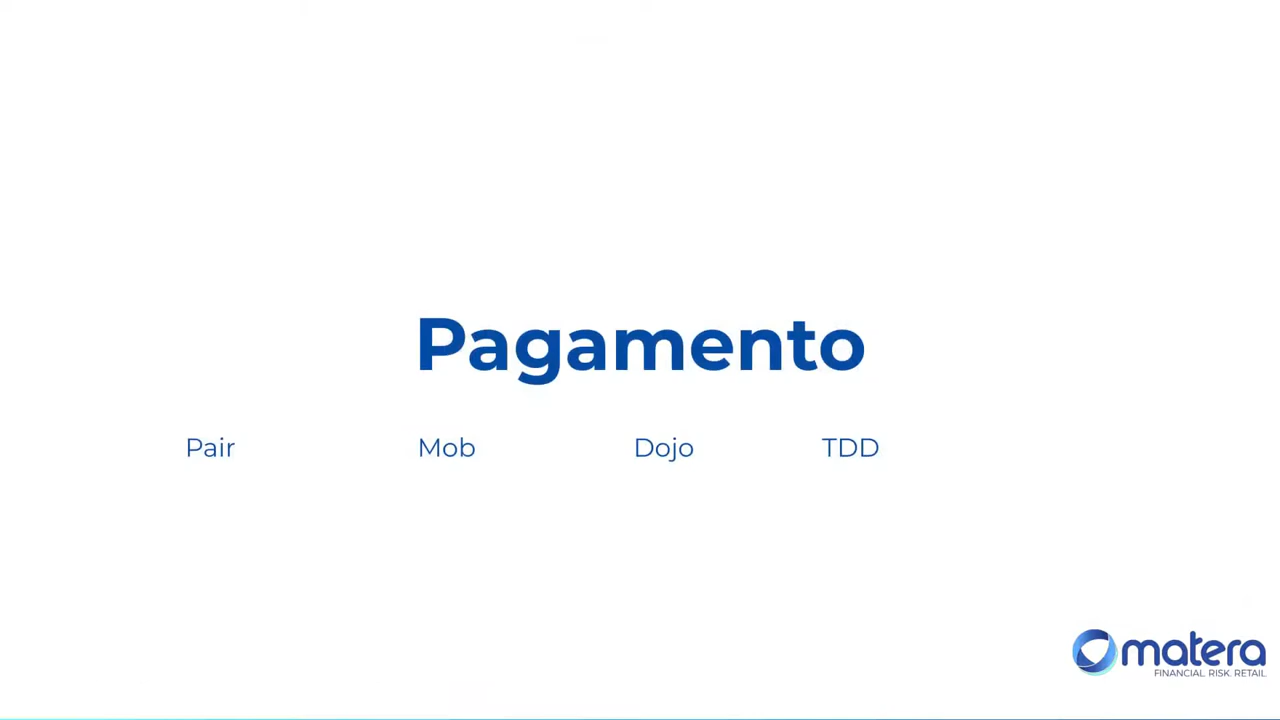 Pagamento
Pair Mob Dojo TDD
matera
FINANCIAL. RISK. RETAIL